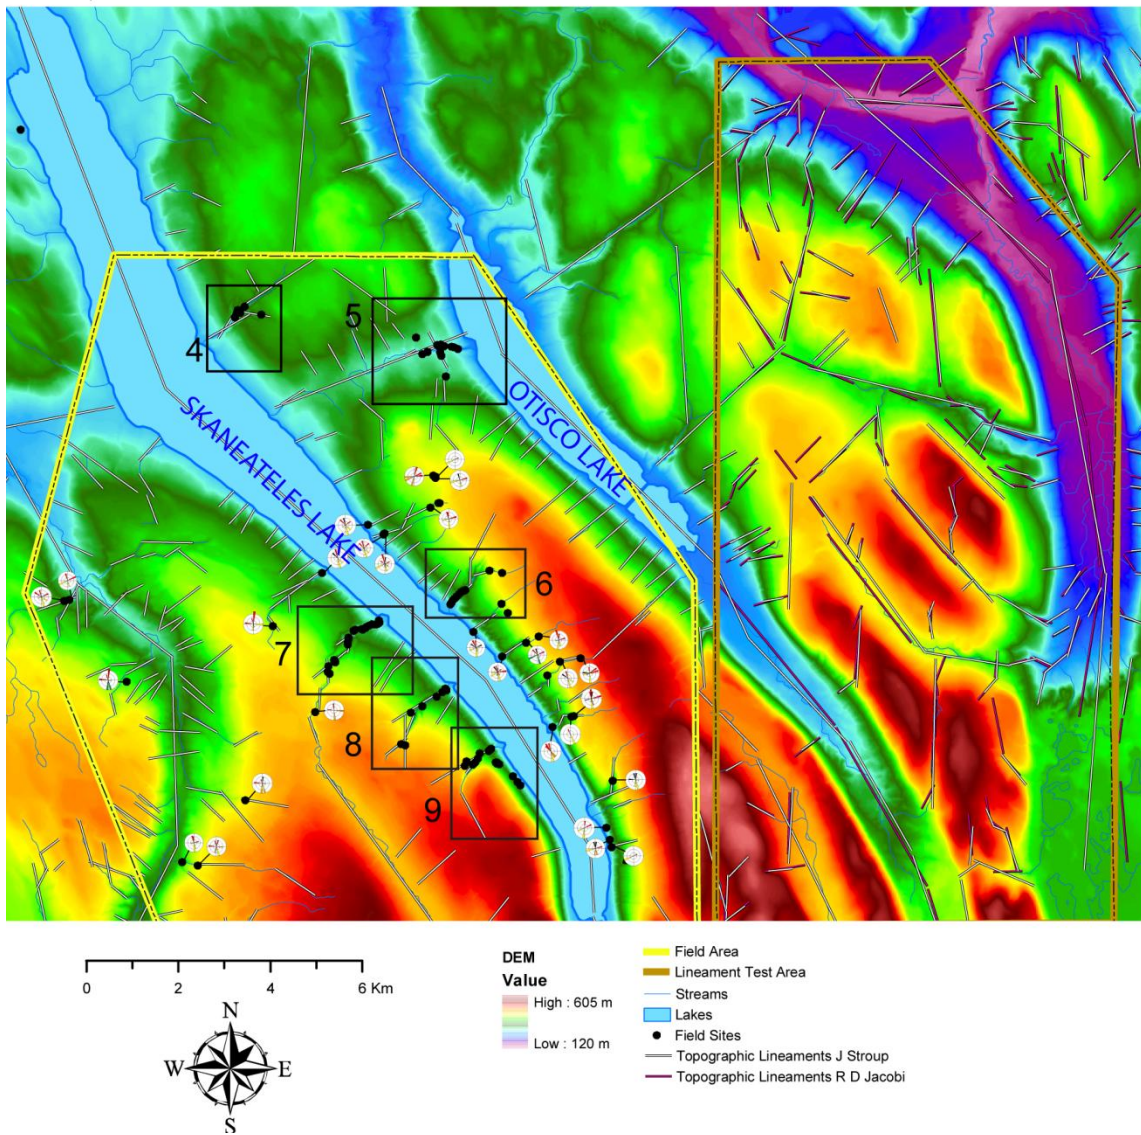 4
5
OTISCO LAKE
SKANEATELES LAKE
6
7
8
9
0 2 4 6 Km
N
W E
S
DEM
Value
High : 605 m
Low : 120 m
Field Area
Lineament Test Area
Streams
Lakes
Field Sites
Topographic Lineaments J Stroup
Topographic Lineaments R D Jacobi